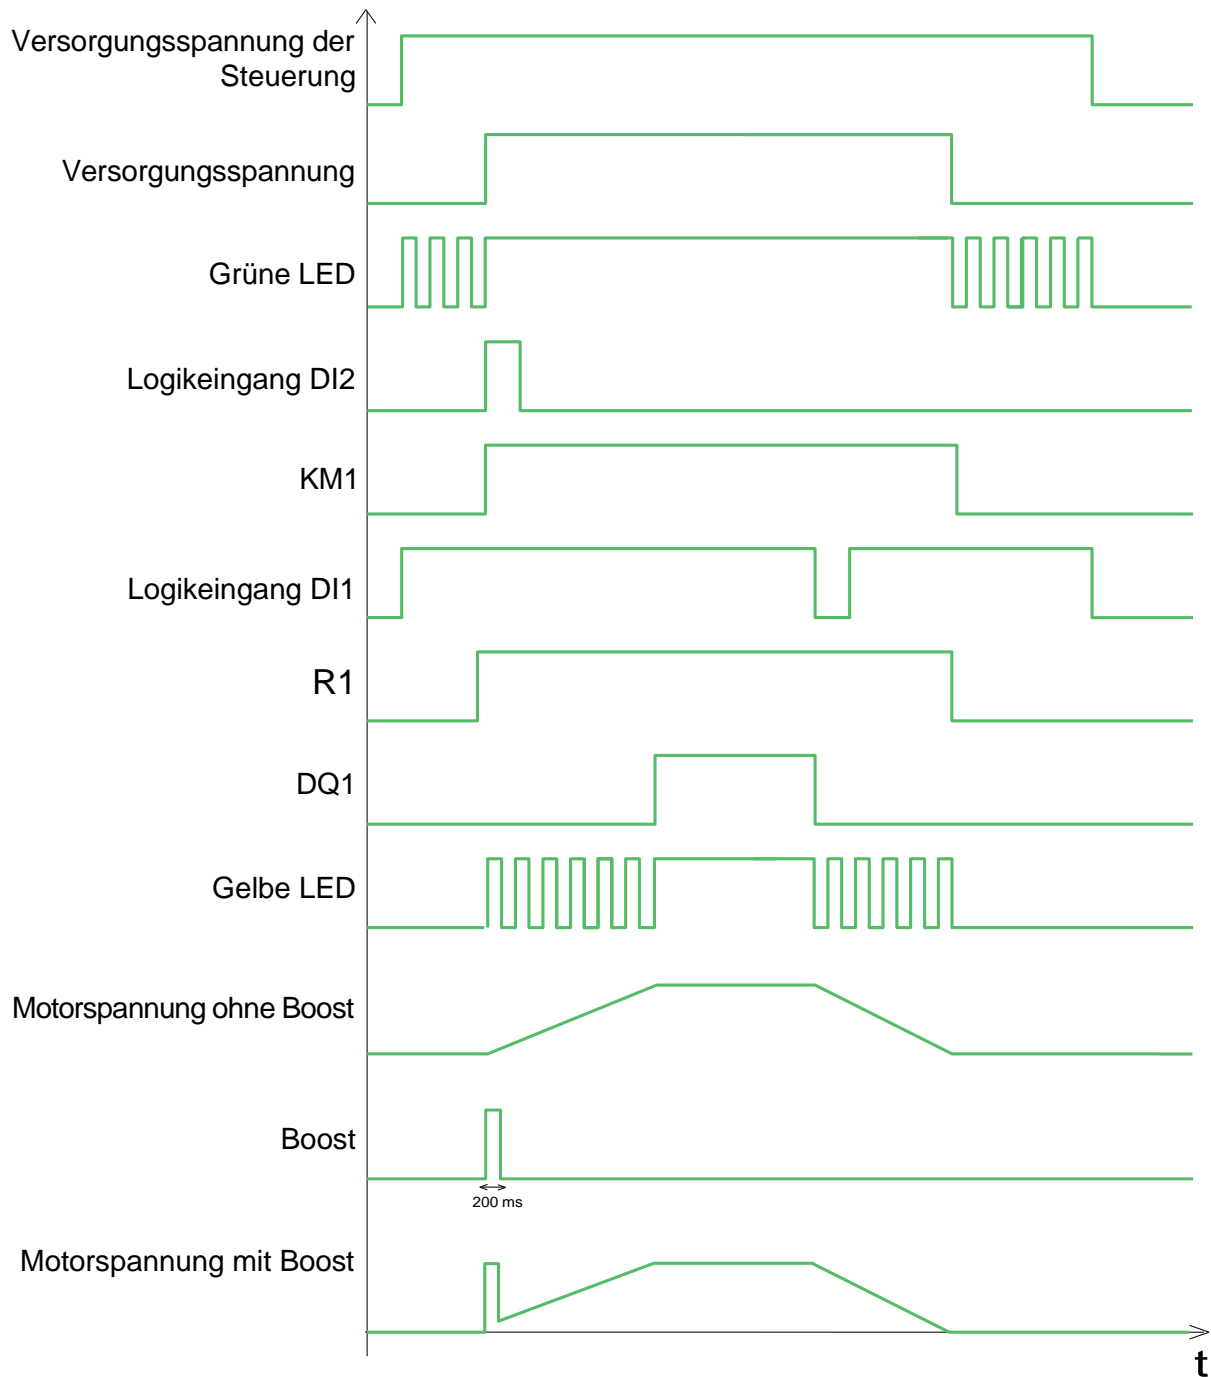 Versorgungsspannung der
Steuerung
Versorgungsspannung
Grüne LED
Logikeingang DI2
KM1
Logikeingang DI1
R1
DQ1
Gelbe LED
Motorspannung ohne Boost
Boost
200 ms
Motorspannung mit Boost
t